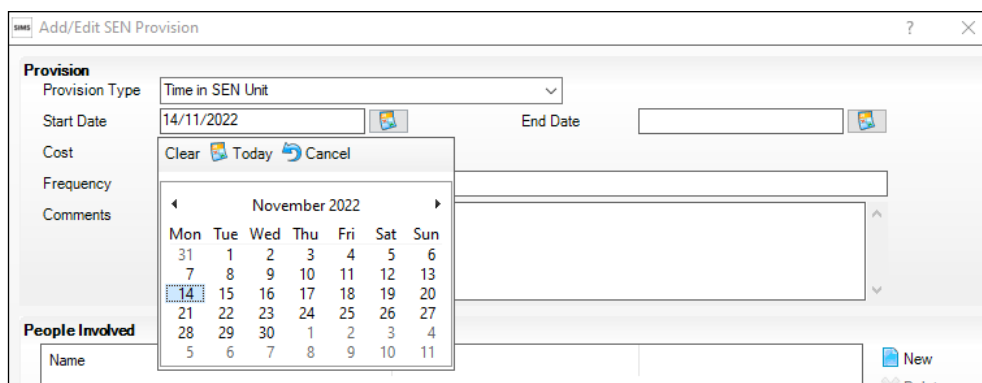 SIMS Add/Edit SEN Provision ?
Provision
Provision Type Time in SEN Unit
Start Date 14/11/2022 End Date
Cost Clear Today Cancel
Frequency
Comments November 2022
Mon Tue Wed Thu Fri Sat Sun
31 1 2 3 4 5 6
7 8 9 10 11 12 13
14 15 16 17 18 19 20
21 22 23 24 25 26 27
28 29 30 1 2 3 4
5 6 7 8 9 10 11
People Involved
Name New